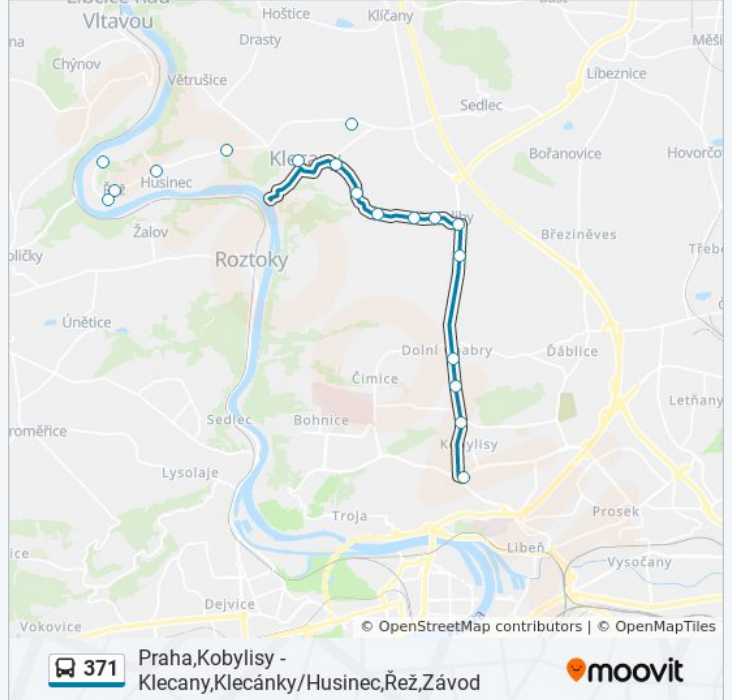 Vltavou
Hoštice
Klíčany
Drasty
Chýnov
Větrušice
Líbeznice
Sedlec
Klecany
Bořanovice
Husinec
Řež
Žalov
Březiněves
Roztoky
Únětice
Dolní Chabry
Ďáblice
Čimice
Letňany
Sedlec
Bohnice
Kobylisy
Lysolaje
Troja
Prosek
Libeň
Vysočany
Dejvice
Vokovice
© OpenStreetMap contributors | © OpenMapTiles
371
Praha,Kobylisy -
Klecany,Klecánky/Husinec,Řež,Závod
moovit